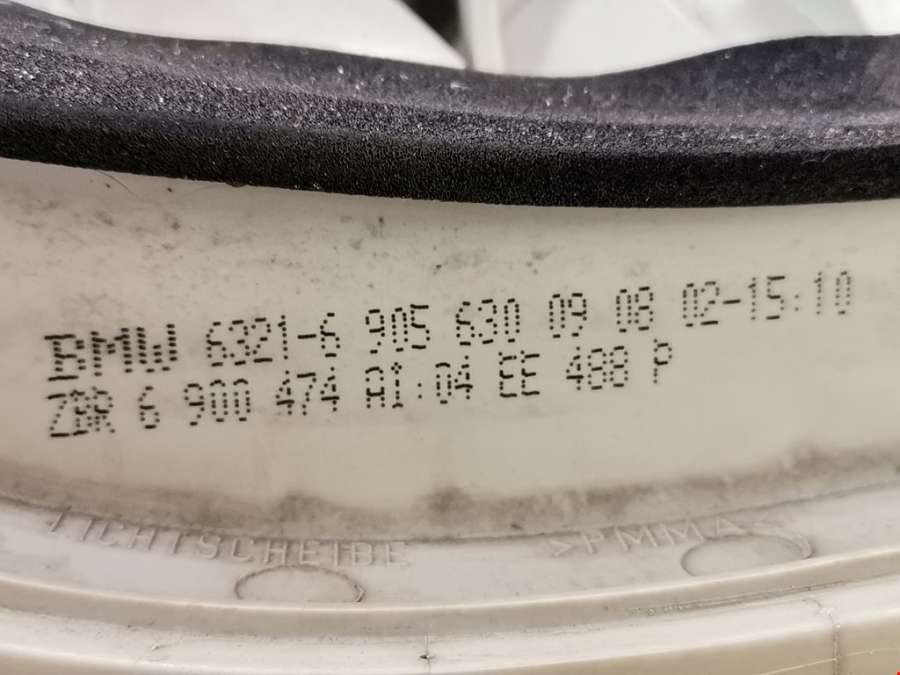 BMW 6321-6 905 630 09 08 02-15:10
ZBR 6 900 474 AI:04 EE 488 P
LICHTSCHEIBE >PMMA<